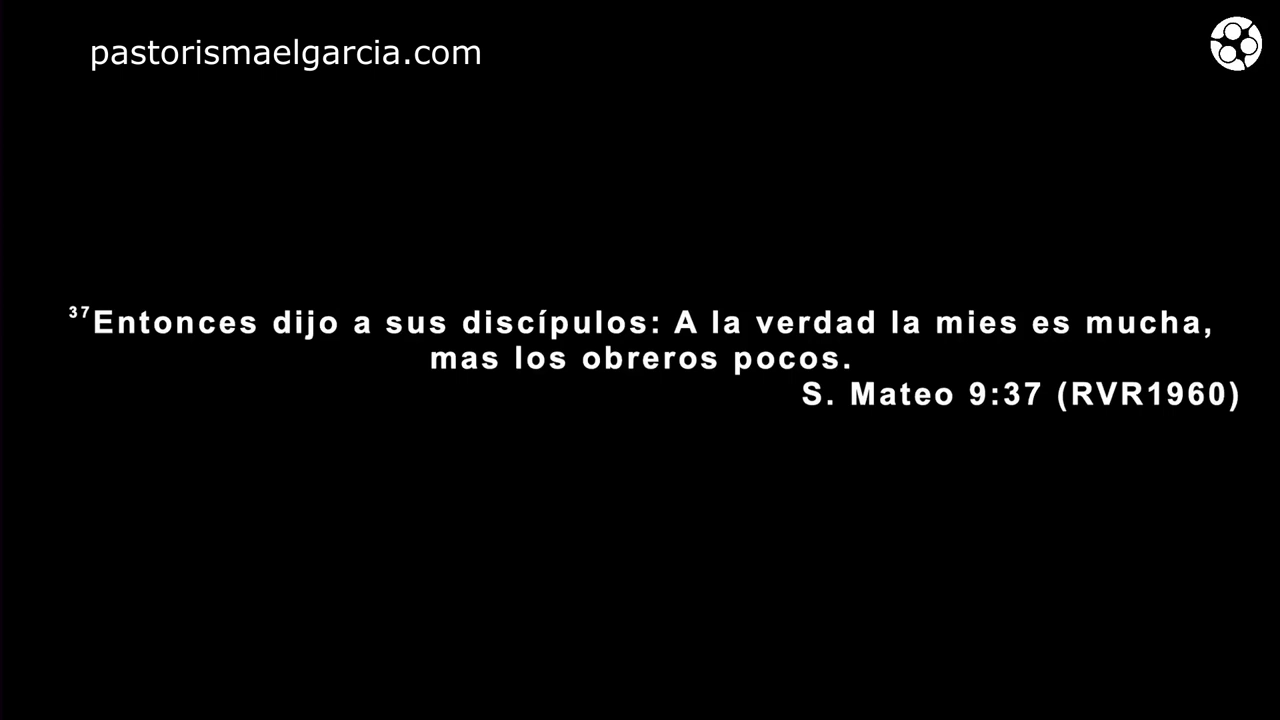 pastorismaelgarcia.com
³⁷Entonces dijo a sus discípulos: A la verdad la mies es mucha,
mas los obreros pocos.
S. Mateo 9:37 (RVR1960)